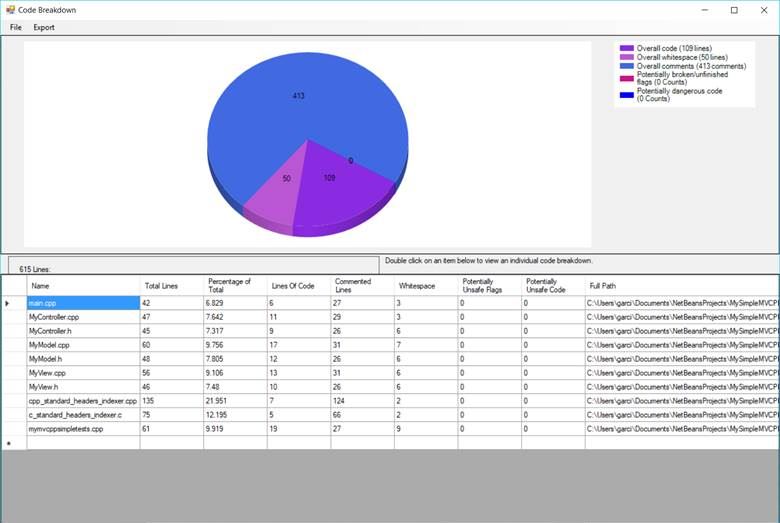 Code Breakdown
File Export
Overall code (109 lines)
Overall whitespace (50 lines)
Overall comments (413 comments)
Potentially broken/unfinished
flags (0 Counts)
Potentially dangerous code
(0 Counts)
413
0
50
109
615 Lines:
Double click on an item below to view an individual code breakdown.
Name Total Lines Percentage of Total Lines Of Code Commented Lines Whitespace Potentially Unsafe Flags Potentially Unsafe Code Full Path
main.cpp 42 6.829 6 27 3 0 0 C:\Users\garci\Documents\NetBeansProjects\MySimpleMVCP
MyController.cpp 47 7.642 11 29 3 0 0 C:\Users\garci\Documents\NetBeansProjects\MySimpleMVCP
MyController.h 45 7.317 9 26 6 0 0 C:\Users\garci\Documents\NetBeansProjects\MySimpleMVCP
MyModel.cpp 60 9.756 17 31 7 0 0 C:\Users\garci\Documents\NetBeansProjects\MySimpleMVCP
MyModel.h 48 7.805 12 26 6 0 0 C:\Users\garci\Documents\NetBeansProjects\MySimpleMVCP
MyView.cpp 56 9.106 13 31 6 0 0 C:\Users\garci\Documents\NetBeansProjects\MySimpleMVCP
MyView.h 46 7.48 10 26 6 0 0 C:\Users\garci\Documents\NetBeansProjects\MySimpleMVCP
cpp_standard_headers_indexer.cpp 135 21.951 7 124 2 0 0 C:\Users\garci\Documents\NetBeansProjects\MySimpleMVCP
c_standard_headers_indexer.c 75 12.195 5 66 2 0 0 C:\Users\garci\Documents\NetBeansProjects\MySimpleMVCP
mymvcppsimpletests.cpp 61 9.919 19 27 9 0 0 C:\Users\garci\Documents\NetBeansProjects\MySimpleMVCP